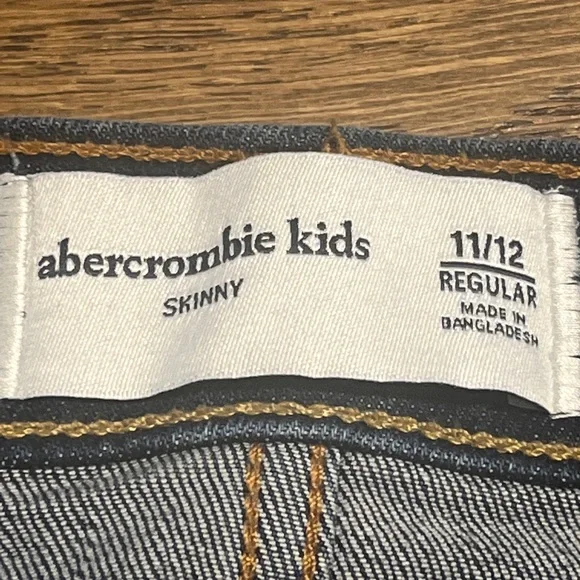 abercrombie kids
SKINNY
11/12
REGULAR
MADE IN
BANGLADESH